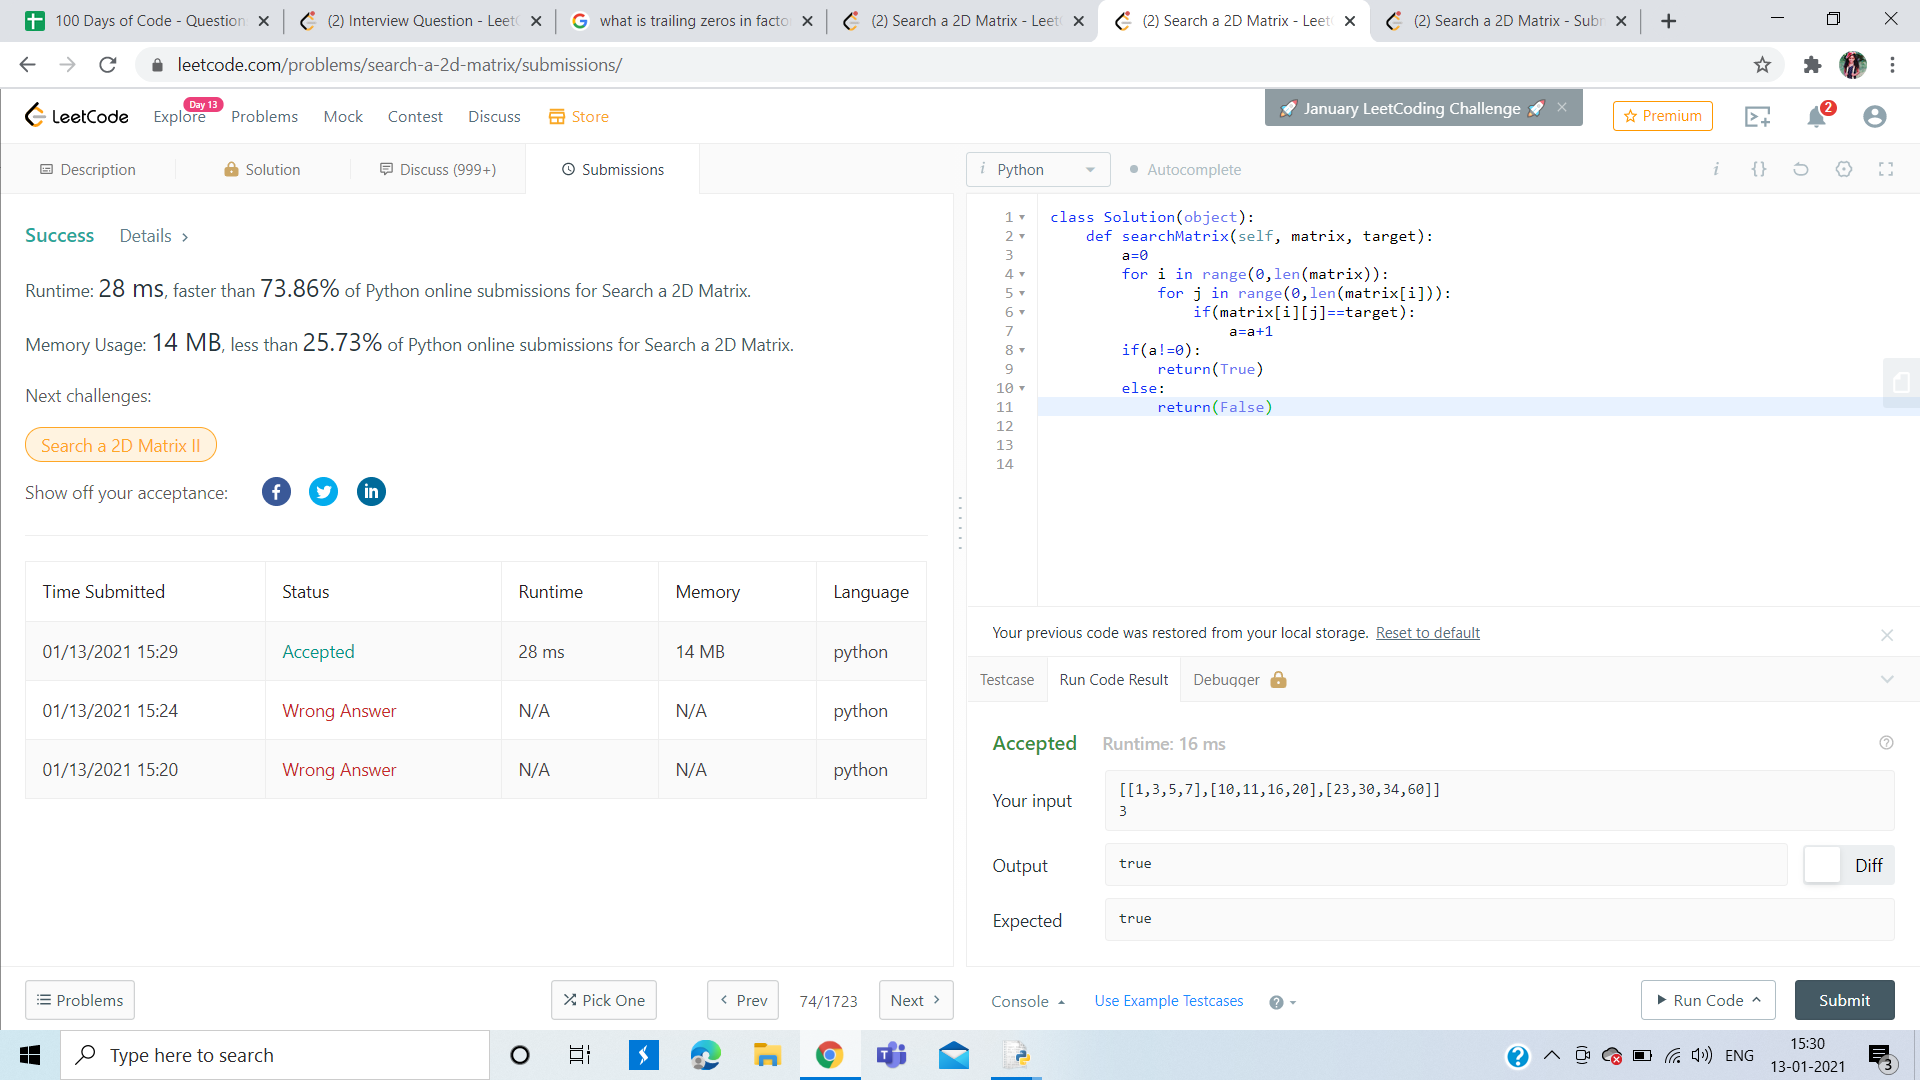 100 Days of Code - Question
(2) Interview Question - LeetC
what is trailing zeros in facto
(2) Search a 2D Matrix - Leet
(2) Search a 2D Matrix - Leet
(2) Search a 2D Matrix - Subm
leetcode.com/problems/search-a-2d-matrix/submissions/
LeetCode
Day 13
Explore
Problems
Mock
Contest
Discuss
Store
January LeetCoding Challenge
Premium
2
Description
Solution
Discuss (999+)
Submissions
Success
Details >
Runtime: 28 ms, faster than 73.86% of Python online submissions for Search a 2D Matrix.
Memory Usage: 14 MB, less than 25.73% of Python online submissions for Search a 2D Matrix.
Next challenges:
Search a 2D Matrix II
Show off your acceptance:
Time Submitted Status Runtime Memory Language
01/13/2021 15:29 Accepted 28 ms 14 MB python
01/13/2021 15:24 Wrong Answer N/A N/A python
01/13/2021 15:20 Wrong Answer N/A N/A python
Problems
Pick One
< Prev
74/1723
Next >
i Python
Autocomplete
i {}
1 class Solution(object):
2     def searchMatrix(self, matrix, target):
3         a=0
4         for i in range(0,len(matrix)):
5             for j in range(0,len(matrix[i])):
6                 if(matrix[i][j]==target):
7                     a=a+1
8         if(a!=0):
9             return(True)
10         else:
11             return(False)
12
13
14
Your previous code was restored from your local storage. Reset to default
Testcase
Run Code Result
Debugger
Accepted Runtime: 16 ms
Your input
[[1,3,5,7],[10,11,16,20],[23,30,34,60]]
3
Output
true
Diff
Expected
true
Console
Use Example Testcases
Run Code
Submit
Type here to search
ENG
15:30
13-01-2021
3